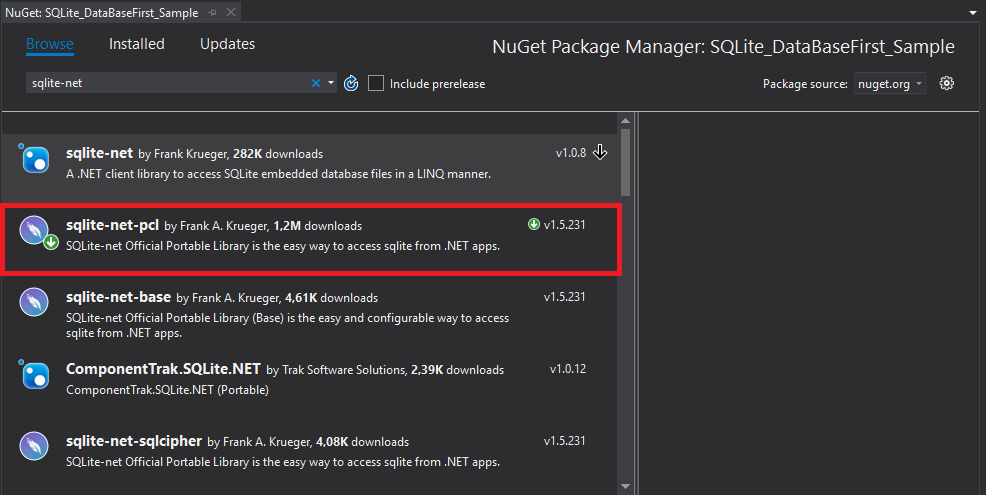 NuGet: SQLite_DataBaseFirst_Sample
Browse Installed Updates
NuGet Package Manager: SQLite_DataBaseFirst_Sample
sqlite-net
Include prerelease
Package source: nuget.org
sqlite-net by Frank Krueger, 282K downloads v1.0.8
A .NET client library to access SQLite embedded database files in a LINQ manner.
sqlite-net-pcl by Frank A. Krueger, 1,2M downloads v1.5.231
SQLite-net Official Portable Library is the easy way to access sqlite from .NET apps.
sqlite-net-base by Frank A. Krueger, 4,61K downloads v1.5.231
SQLite-net Official Portable Library (Base) is the easy and configurable way to access
sqlite from .NET apps.
ComponentTrak.SQLite.NET by Trak Software Solutions, 2,39K downloads v1.0.12
ComponentTrak.SQLite.NET (Portable)
sqlite-net-sqlcipher by Frank A. Krueger, 4,08K downloads v1.5.231
SQLite-net Official Portable Library is the easy way to access sqlite from .NET apps.